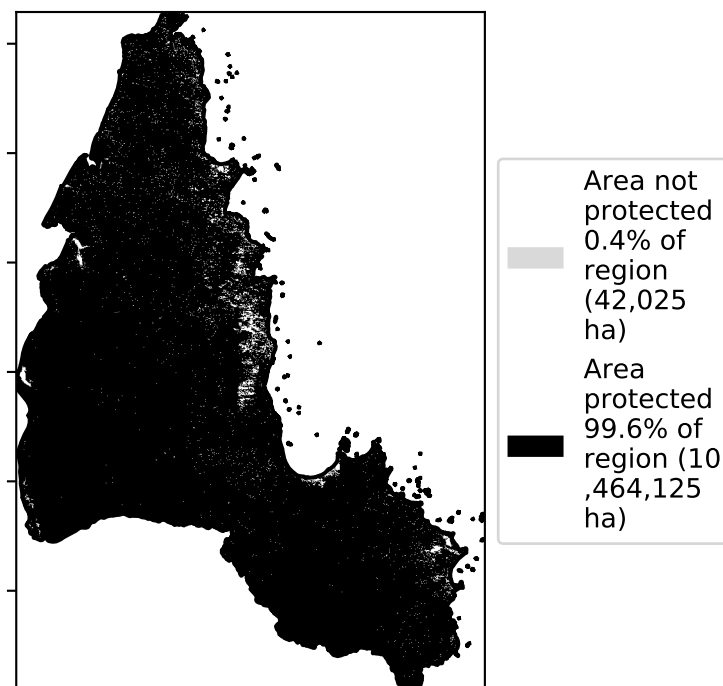 Area not
protected
0.4% of
region
(42,025
ha)
Area
protected
99.6% of
region (10
,464,125
ha)